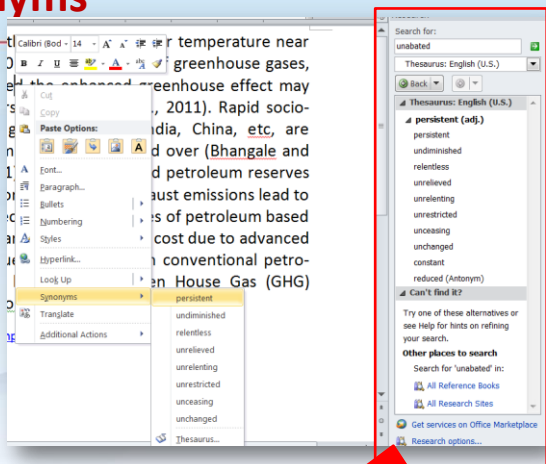 nyms
Calibri (Bod 14 A A
r temperature near
B I U A
f greenhouse gases,
ed the enhanced greenhouse effect may
, 2011). Rapid socio-
ndia, China, etc, are
d over (Bhangale and
d petroleum reserves
aust emissions lead to
es of petroleum based
cost due to advanced
conventional petro-
en House Gas (GHG)
Cut
Copy
Paste Options:
A
A Font...
Paragraph...
Bullets
Numbering
Styles
Hyperlink...
Look Up
Synonyms
Translate
Additional Actions
persistent
undiminished
relentless
unrelieved
unrelenting
unrestricted
unceasing
unchanged
Thesaurus...
Search for:
unabated
Thesaurus: English (U.S.)
Back
Thesaurus: English (U.S.)
persistent (adj.)
persistent
undiminished
relentless
unrelieved
unrelenting
unrestricted
unceasing
unchanged
constant
reduced (Antonym)
Can't find it?
Try one of these alternatives or
see Help for hints on refining
your search.
Other places to search
Search for 'unabated' in:
All Reference Books
All Research Sites
Get services on Office Marketplace
Research options...